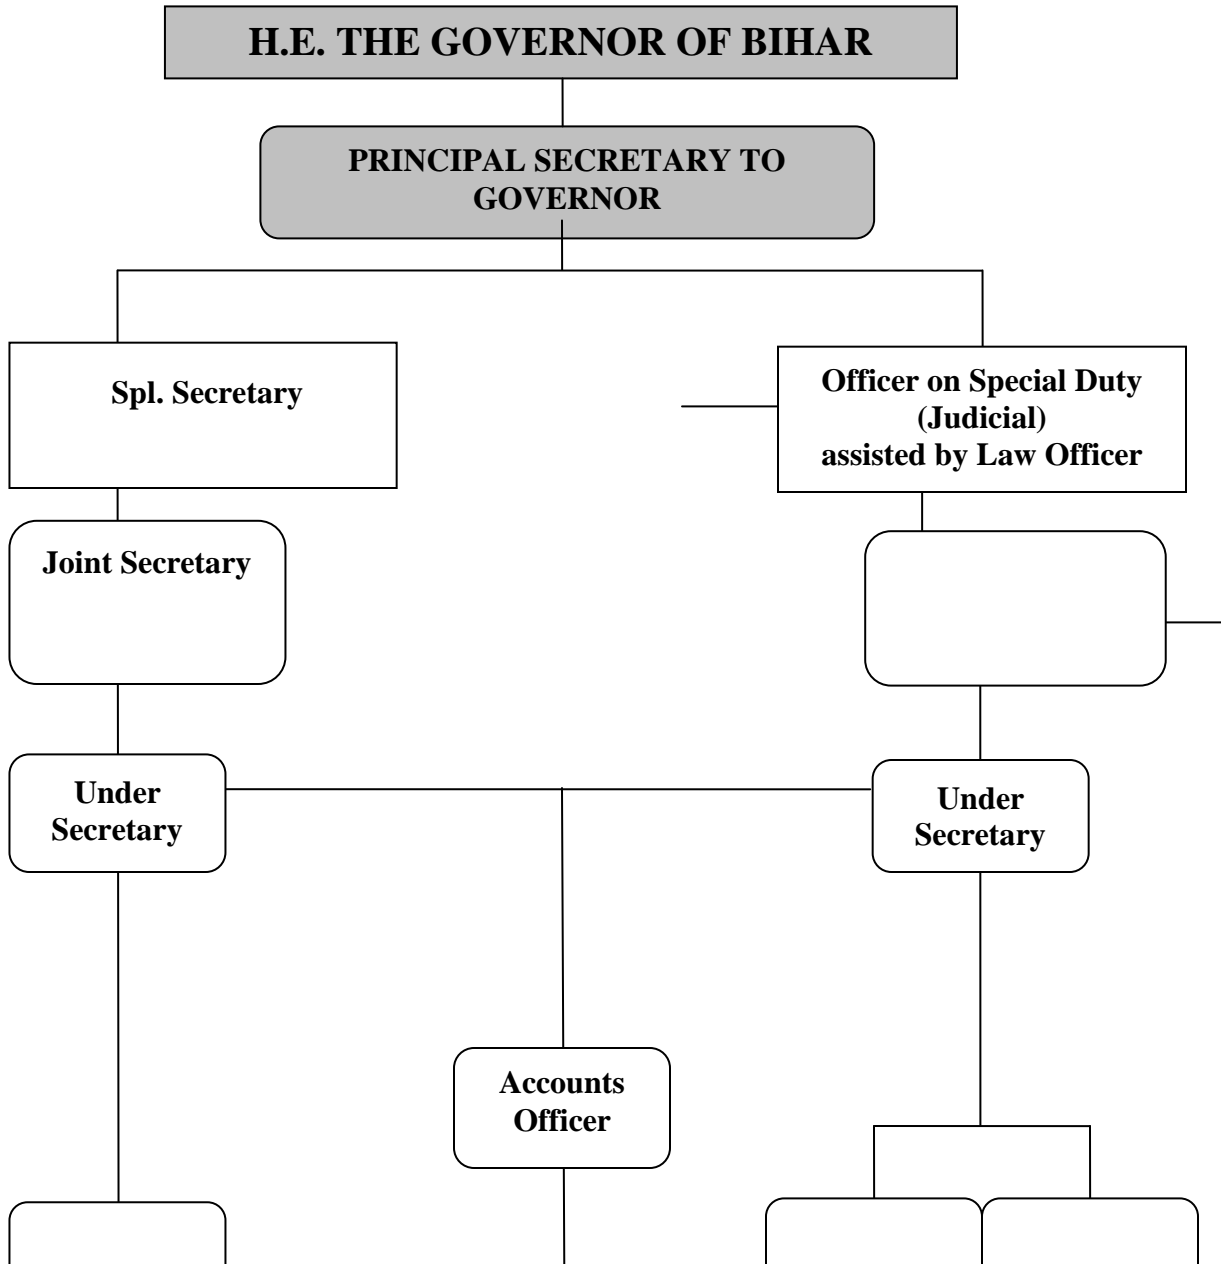 H.E. THE GOVERNOR OF BIHAR
PRINCIPAL SECRETARY TO
GOVERNOR
Spl. Secretary
Officer on Special Duty
(Judicial)
assisted by Law Officer
Joint Secretary
Under
Secretary
Under
Secretary
Accounts
Officer